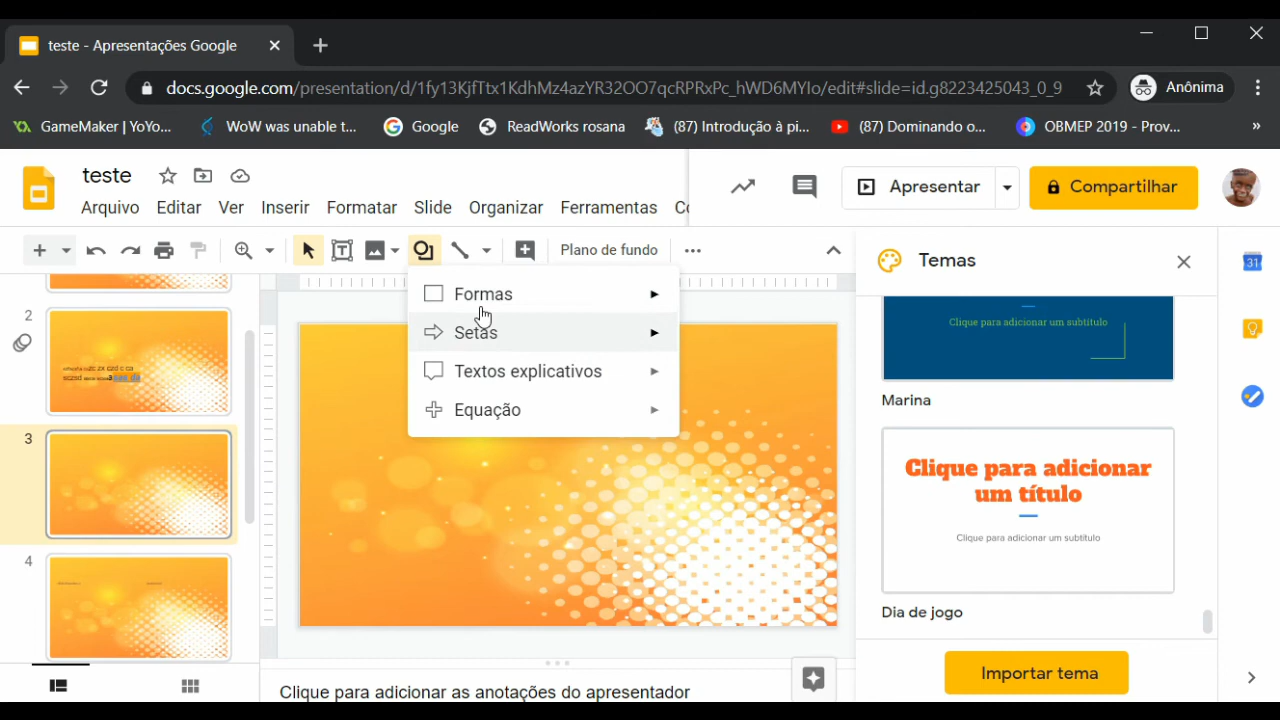 teste - Apresentações Google
docs.google.com/presentation/d/1fy13KjfTtx1KdhMz4azYR32OO7qcRPRxPc_hWD6MYIo/edit#slide=id.g8223425043_0_9
Anônima
GameMaker | YoYo...
WoW was unable t...
Google
ReadWorks rosana
(87) Introdução à pi...
(87) Dominando o...
OBMEP 2019 - Prov...
»
teste
Apresentar
Compartilhar
Arquivo Editar Ver Inserir Formatar Slide Organizar Ferramentas
Plano de fundo
Temas
31
Formas
Setas
Textos explicativos
Equação
2
3
4
Clique para adicionar um subtítulo
Marina
Clique para adicionar
um título
Clique para adicionar um subtítulo
Dia de jogo
Importar tema
Clique para adicionar as anotações do apresentador